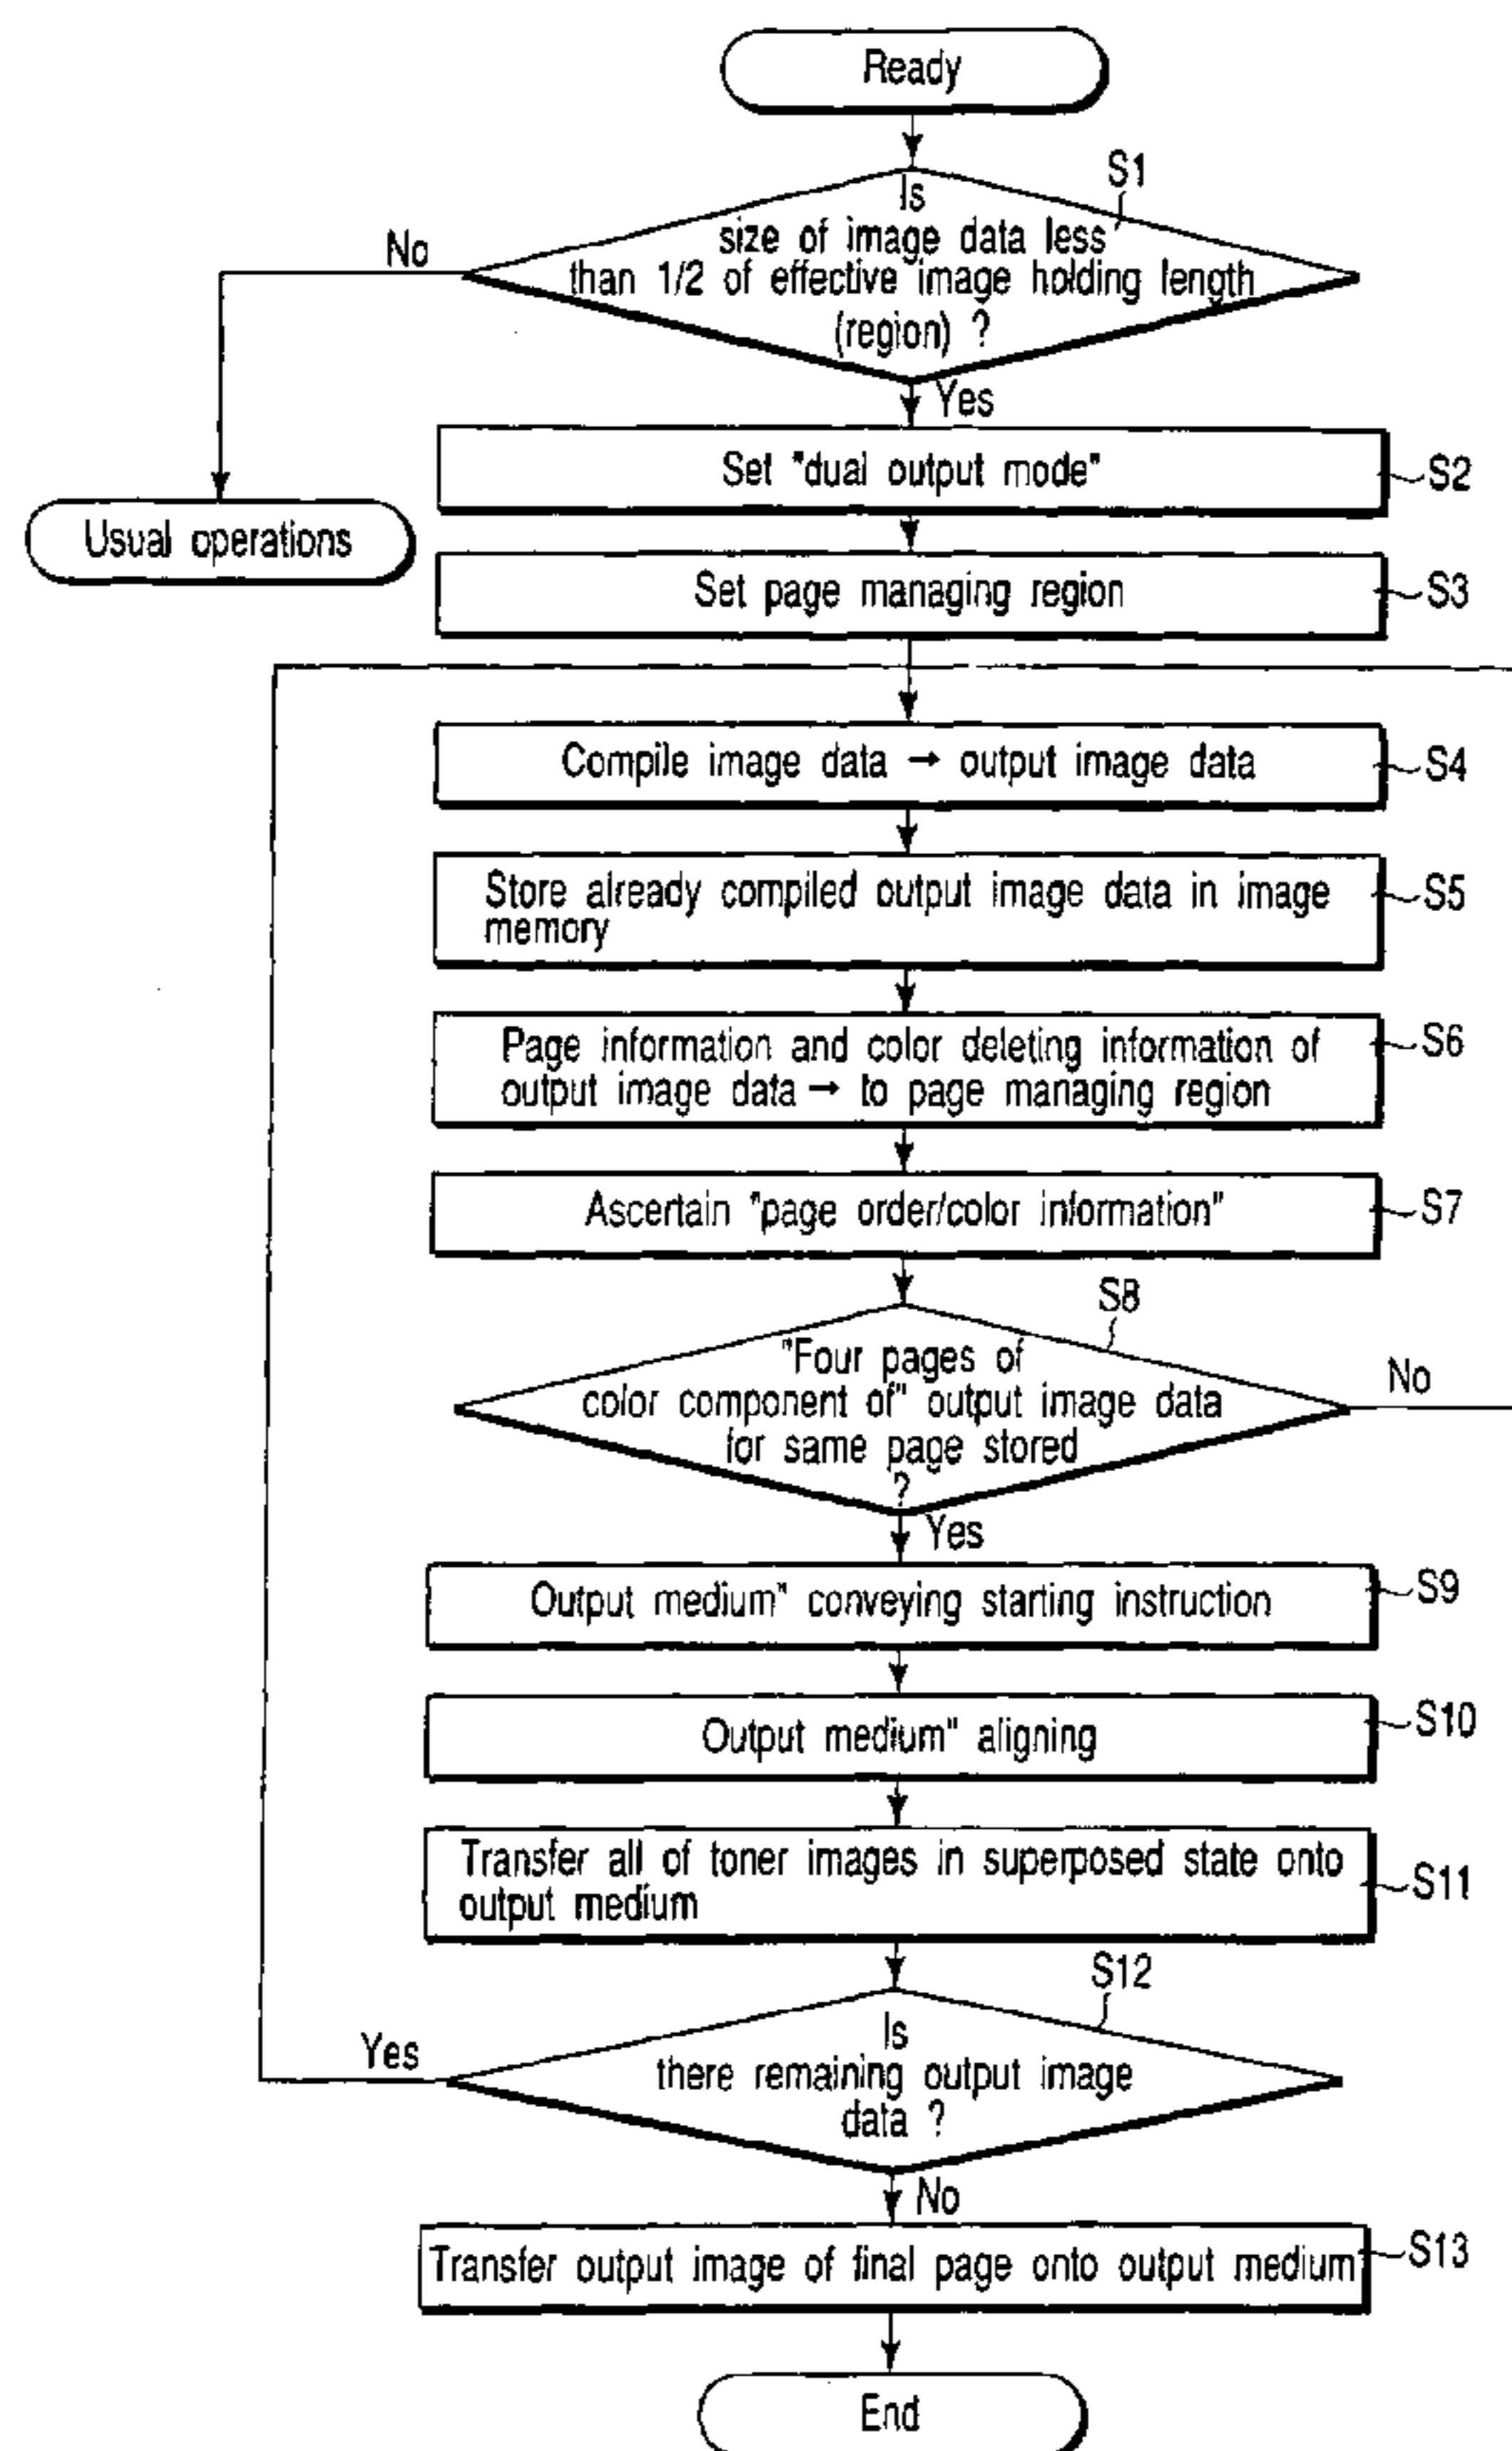 Ready
S1
Is
size of image data less
than 1/2 of effective image holding length
(region) ?
No
Yes
Set "dual output mode"
S2
Usual operations
Set page managing region
S3
Compile image data → output image data
S4
Store already compiled output image data in image
memory
S5
Page information and color deleting information of
output image data → to page managing region
S6
Ascertain "page order/color information"
S7
S8
"Four pages of
color component of" output image data
for same page stored
?
No
Yes
Output medium" conveying starting instruction
S9
Output medium" aligning
S10
Transfer all of toner images in superposed state onto
output medium
S11
S12
Is
there remaining output image
data ?
Yes
No
Transfer output image of final page onto output medium
S13
End